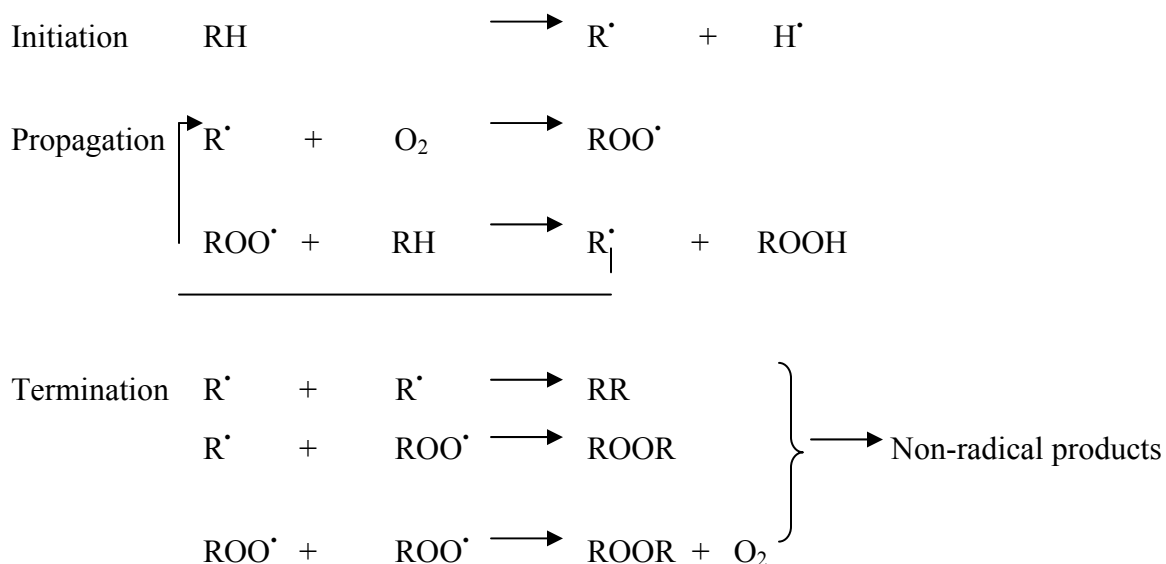 Initiation RH ⟶ R• + H•
Propagation R• + O₂ ⟶ ROO•
ROO• + RH ⟶ R• + ROOH
Termination R• + R• ⟶ RR
R• + ROO• ⟶ ROOR ⟶ Non-radical products
ROO• + ROO• ⟶ ROOR + O₂